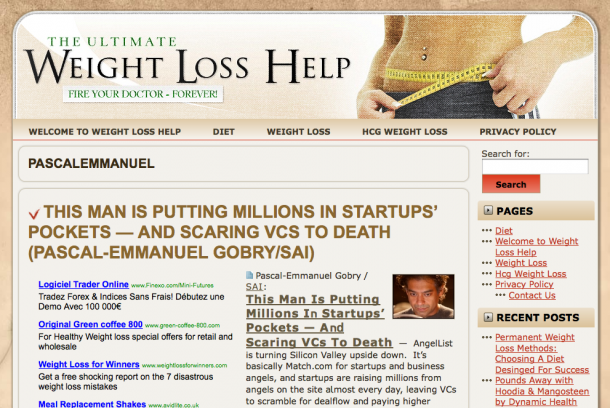 THE ULTIMATE
WEIGHT LOSS HELP
FIRE YOUR DOCTOR - FOREVER!
WELCOME TO WEIGHT LOSS HELP DIET WEIGHT LOSS HCG WEIGHT LOSS PRIVACY POLICY
PASCALEMMANUEL
THIS MAN IS PUTTING MILLIONS IN STARTUPS'
POCKETS — AND SCARING VCS TO DEATH
(PASCAL-EMMANUEL GOBRY/SAI)
Logiciel Trader Online www.Finexo.com/Mini-Futures
Tradez Forex & Indices Sans Frais! Débutez une
Demo Avec 100 000€
Original Green coffee 800 www.green-coffee-800.com
For Healthy Weight loss special offers for retail and
wholesale
Weight Loss for Winners www.weightlossforwinners.com
Get a free shocking report on the 7 disastrous
weight loss mistakes
Meal Replacement Shakes www.avidlite.co.uk
Pascal-Emmanuel Gobry /
SAI:
This Man Is Putting
Millions In Startups'
Pockets — And
Scaring VCs To Death — AngelList
is turning Silicon Valley upside down. It's
basically Match.com for startups and business
angels, and startups are raising millions from
angels on the site almost every day, leaving VCs
to scramble for dealflow and paying higher
Search for:
Search
PAGES
Diet
Welcome to Weight
Loss Help
Weight Loss
Hcg Weight Loss
Privacy Policy
Contact Us
RECENT POSTS
Permanent Weight
Loss Methods:
Choosing A Diet
Desinged For Success
Pounds Away with
Hoodia & Mangosteen
by Dynamic Health